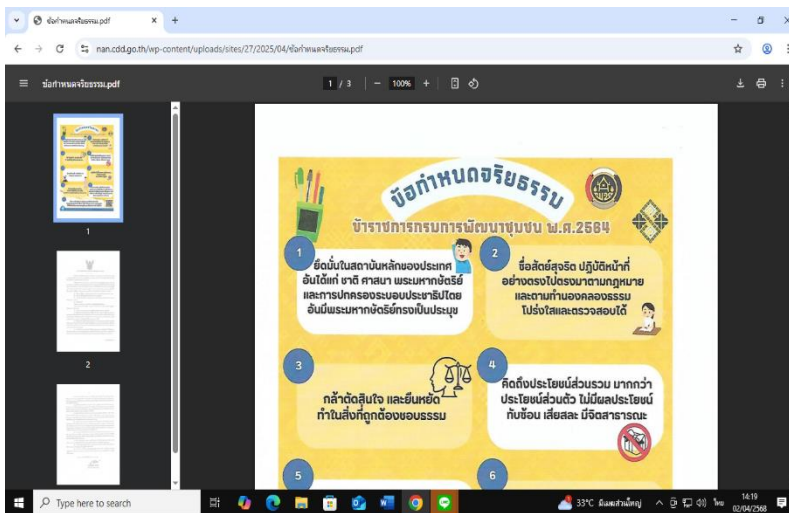 ข้อกำหนดจริยธรรม.pdf
nan.cdd.go.th/wp-content/uploads/sites/27/2025/04/ข้อกำหนดจริยธรรม.pdf
ข้อกำหนดจริยธรรม.pdf
1 / 3
100%
1
2
ข้อกำหนดจริยธรรม
ข้าราชการกรมการพัฒนาชุมชน พ.ศ.2564
1
ยึดมั่นในสถาบันหลักของประเทศ
อันได้แก่ ชาติ ศาสนา พระมหากษัตริย์
และการปกครองระบอบประชาธิปไตย
อันมีพระมหากษัตริย์ทรงเป็นประมุข
2
ซื่อสัตย์สุจริต ปฏิบัติหน้าที่
อย่างตรงไปตรงมาตามกฎหมาย
และตามทำนองคลองธรรม
โปร่งใสและตรวจสอบได้
3
กล้าตัดสินใจ และยืนหยัด
ทำในสิ่งที่ถูกต้องชอบธรรม
4
คิดถึงประโยชน์ส่วนรวม มากกว่า
ประโยชน์ส่วนตัว ไม่มีผลประโยชน์
ทับซ้อน เสียสละ มีจิตสาธารณะ
5
6
Type here to search
33°C มีเมฆเป็นส่วนใหญ่
ไทย
14:19
02/04/2568